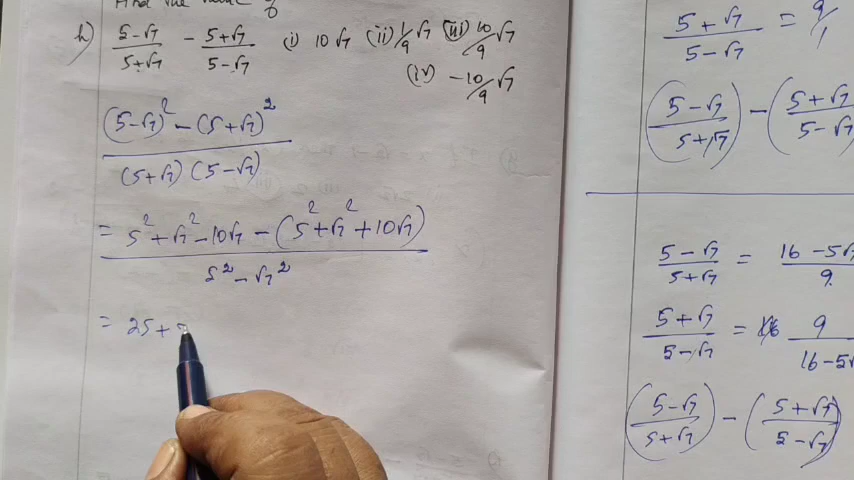 Find the value of
h) (5-√7)/(5+√7) - (5+√7)/(5-√7) (i) 10√7 (ii) 1/9 √7 (iii) 10/9 √7
(iv) -10/9 √7
((5-√7)² - (5+√7)²)/((5+√7)(5-√7))
= (5² + √7² - 10√7 - (5² + √7² + 10√7))/(5² - √7²)
= 25 +
(5+√7)/(5-√7) = 9/1
((5-√7)/(5+√7)) - ((5+√7)/(5-√7
(5-√7)/(5+√7) = (16-5√7)/9
(5+√7)/(5-√7) = 9/(16-5√
((5-√7)/(5+√7)) - ((5+√7)/(5-√7))